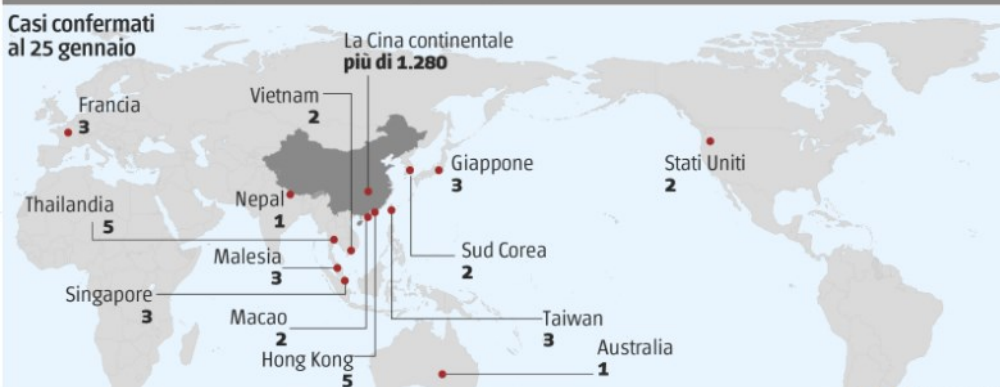 Casi confermati
al 25 gennaio
La Cina continentale
più di 1.280
Francia
3
Vietnam
2
Giappone
3
Stati Uniti
2
Nepal
1
Thailandia
5
Sud Corea
2
Malesia
3
Singapore
3
Macao
2
Taiwan
3
Hong Kong
5
Australia
1